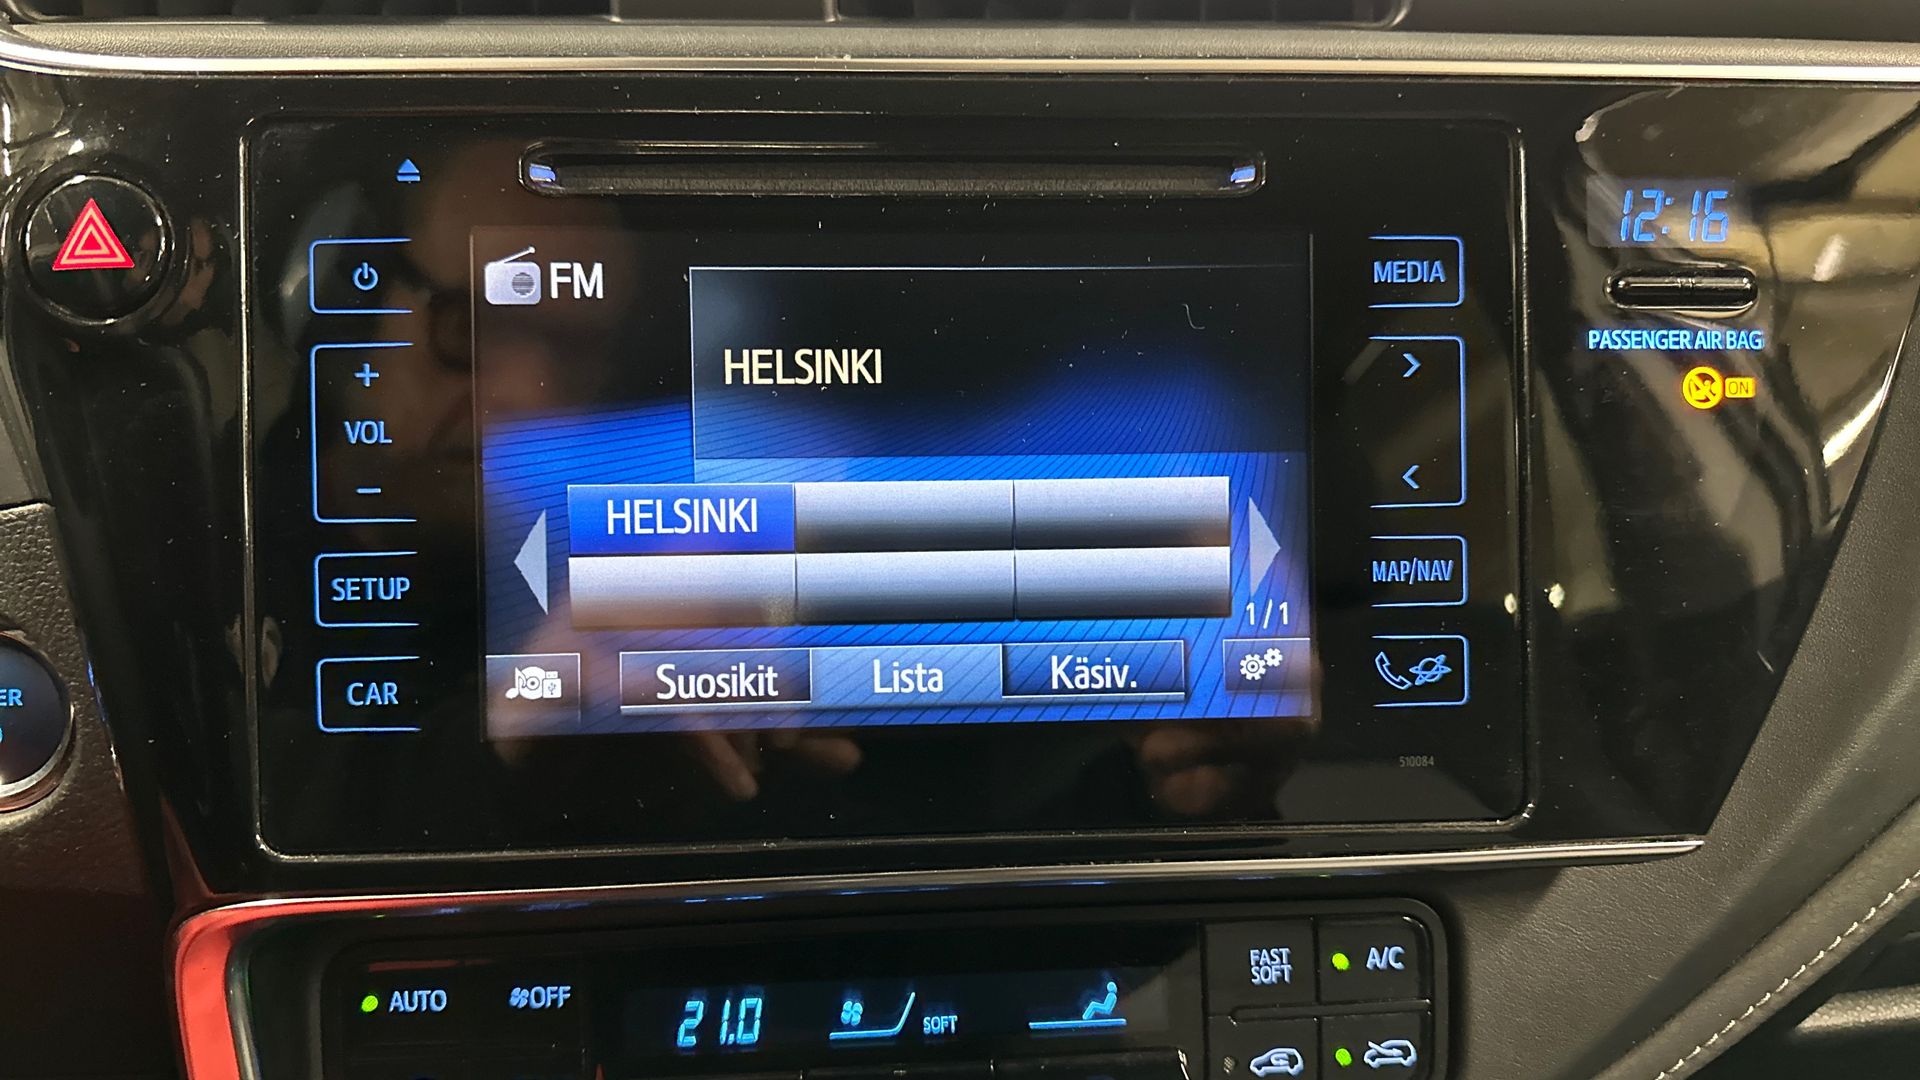 12:16
FM
MEDIA
PASSENGER AIR BAG
ON
+
VOL
−
HELSINKI
HELSINKI
SETUP
MAP/NAV
1/1
CAR
Suosikit
Lista
Käsiv.
ER
510084
AUTO
OFF
21.0
SOFT
FAST
SOFT
A/C